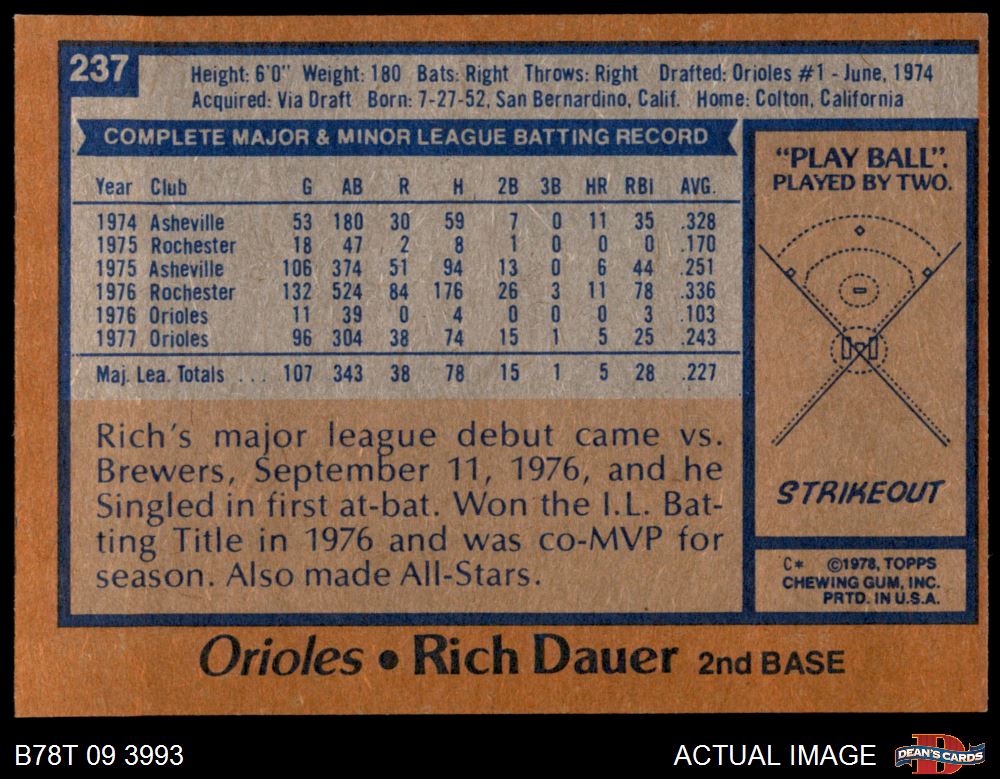 237
Height: 6'0" Weight: 180 Bats: Right Throws: Right Drafted: Orioles #1 - June, 1974
Acquired: Via Draft Born: 7-27-52, San Bernardino, Calif. Home: Colton, California
COMPLETE MAJOR & MINOR LEAGUE BATTING RECORD
Year Club G AB R H 2B 3B HR RBI AVG.
1974 Asheville 53 180 30 59 7 0 11 35 .328
1975 Rochester 18 47 2 8 1 0 0 0 .170
1975 Asheville 106 374 51 94 13 0 6 44 .251
1976 Rochester 132 524 84 176 26 3 11 78 .336
1976 Orioles 11 39 0 4 0 0 0 3 .103
1977 Orioles 96 304 38 74 15 1 5 25 .243
Maj. Lea. Totals ... 107 343 38 78 15 1 5 28 .227
Rich's major league debut came vs.
Brewers, September 11, 1976, and he
Singled in first at-bat. Won the I.L. Bat-
ting Title in 1976 and was co-MVP for
season. Also made All-Stars.
"PLAY BALL".
PLAYED BY TWO.
STRIKEOUT
C* ©1978, TOPPS
CHEWING GUM, INC.
PRTD. IN U.S.A.
Orioles • Rich Dauer 2nd BASE
B78T 09 3993
ACTUAL IMAGE
D
DEAN'S CARDS